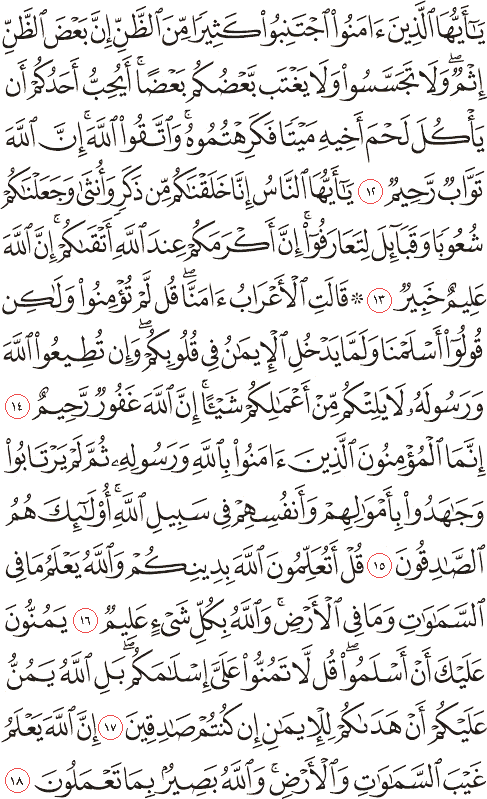 يَٰٓأَيُّهَا ٱلَّذِينَ ءَامَنُوا۟ ٱجْتَنِبُوا۟ كَثِيرًا مِّنَ ٱلظَّنِّ إِنَّ بَعْضَ ٱلظَّنِّ
إِثْمٌ ۖ وَلَا تَجَسَّسُوا۟ وَلَا يَغْتَب بَّعْضُكُم بَعْضًا ۚ أَيُحِبُّ أَحَدُكُمْ أَن
يَأْكُلَ لَحْمَ أَخِيهِ مَيْتًا فَكَرِهْتُمُوهُ ۚ وَٱتَّقُوا۟ ٱللَّهَ ۚ إِنَّ ٱللَّهَ
تَوَّابٌ رَّحِيمٌ ١٢ يَٰٓأَيُّهَا ٱلنَّاسُ إِنَّا خَلَقْنَٰكُم مِّن ذَكَرٍ وَأُنثَىٰ وَجَعَلْنَٰكُمْ
شُعُوبًا وَقَبَآئِلَ لِتَعَارَفُوٓا۟ ۚ إِنَّ أَكْرَمَكُمْ عِندَ ٱللَّهِ أَتْقَىٰكُمْ ۚ إِنَّ ٱللَّهَ
عَلِيمٌ خَبِيرٌ ١٣ ۞ قَالَتِ ٱلْأَعْرَابُ ءَامَنَّا ۖ قُل لَّمْ تُؤْمِنُوا۟ وَلَٰكِن
قُولُوٓا۟ أَسْلَمْنَا وَلَمَّا يَدْخُلِ ٱلْإِيمَٰنُ فِى قُلُوبِكُمْ ۖ وَإِن تُطِيعُوا۟ ٱللَّهَ
وَرَسُولَهُۥ لَا يَلِتْكُم مِّنْ أَعْمَٰلِكُمْ شَيْـًٔا ۚ إِنَّ ٱللَّهَ غَفُورٌ رَّحِيمٌ ١٤
إِنَّمَا ٱلْمُؤْمِنُونَ ٱلَّذِينَ ءَامَنُوا۟ بِٱللَّهِ وَرَسُولِهِۦ ثُمَّ لَمْ يَرْتَابُوا۟
وَجَٰهَدُوا۟ بِأَمْوَٰلِهِمْ وَأَنفُسِهِمْ فِى سَبِيلِ ٱللَّهِ ۚ أُو۟لَٰٓئِكَ هُمُ
ٱلصَّٰدِقُونَ ١٥ قُلْ أَتُعَلِّمُونَ ٱللَّهَ بِدِينِكُمْ وَٱللَّهُ يَعْلَمُ مَا فِى
ٱلسَّمَٰوَٰتِ وَمَا فِى ٱلْأَرْضِ ۚ وَٱللَّهُ بِكُلِّ شَىْءٍ عَلِيمٌ ١٦ يَمُنُّونَ
عَلَيْكَ أَنْ أَسْلَمُوا۟ ۖ قُل لَّا تَمُنُّوا۟ عَلَىَّ إِسْلَٰمَكُم ۖ بَلِ ٱللَّهُ يَمُنُّ
عَلَيْكُمْ أَنْ هَدَىٰكُمْ لِلْإِيمَٰنِ إِن كُنتُمْ صَٰدِقِينَ ١٧ إِنَّ ٱللَّهَ يَعْلَمُ
غَيْبَ ٱلسَّمَٰوَٰتِ وَٱلْأَرْضِ ۚ وَٱللَّهُ بَصِيرٌۢ بِمَا تَعْمَلُونَ ١٨